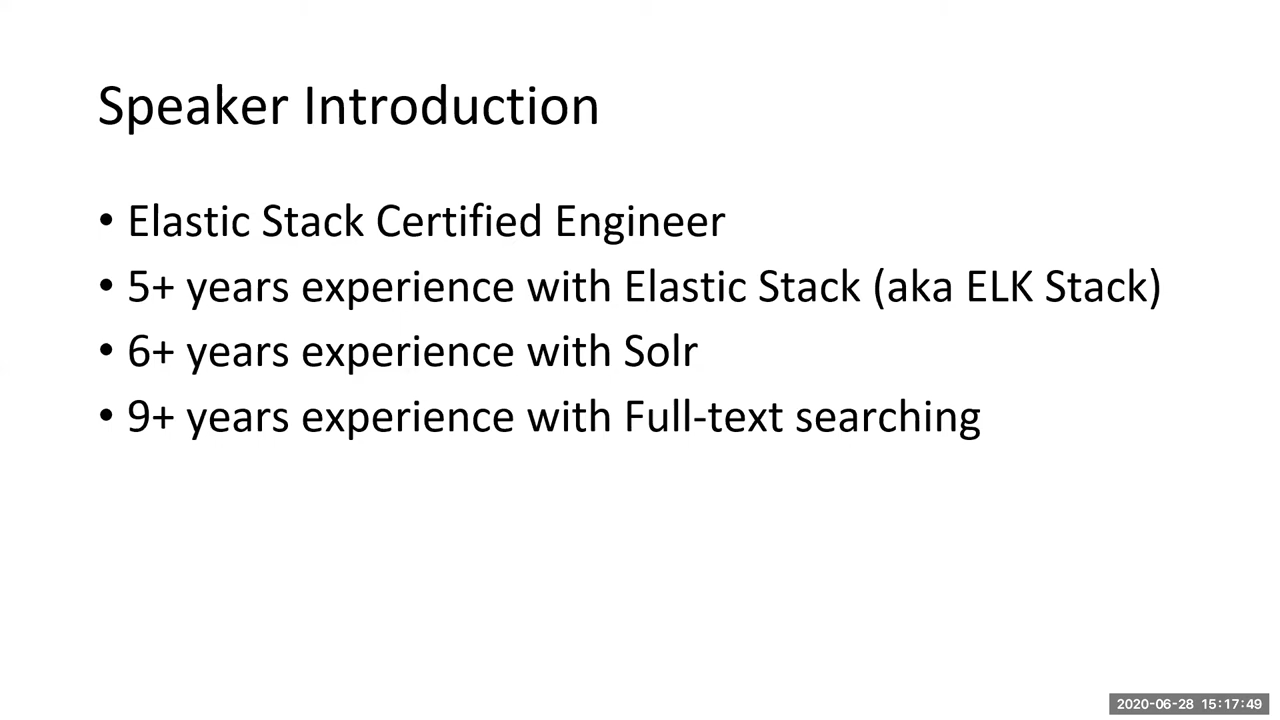 Speaker Introduction
• Elastic Stack Certified Engineer
• 5+ years experience with Elastic Stack (aka ELK Stack)
• 6+ years experience with Solr
• 9+ years experience with Full-text searching
2020-06-28 15:17:49